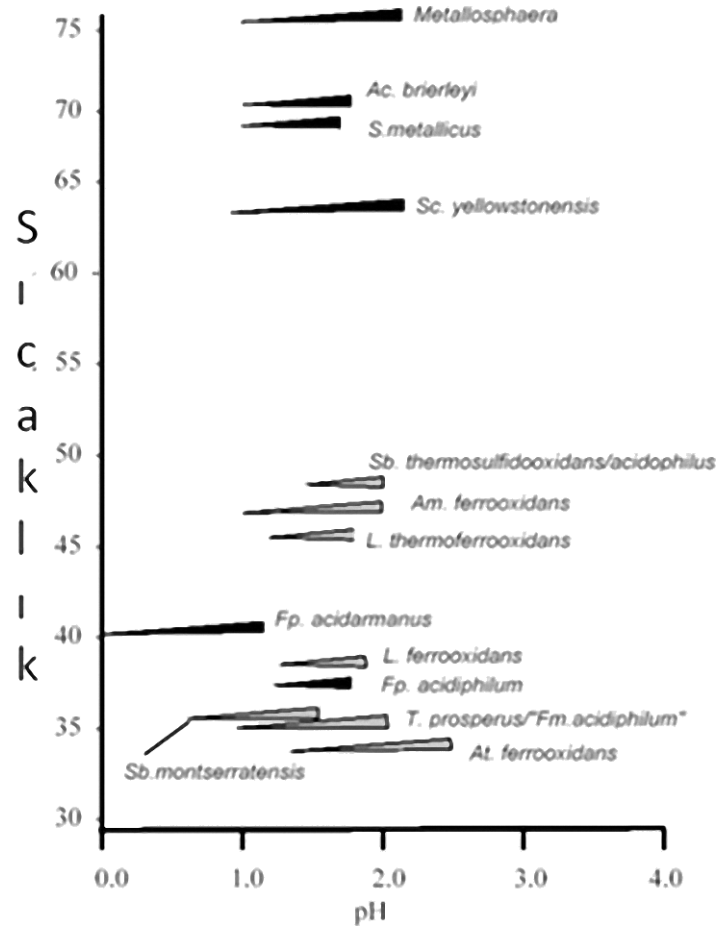 75
Metallosphaera
Ac. brierleyi
70
S.metallicus
65
Sc. yellowstonensis
60
55
50
Sb. thermosulfidooxidans/acidophilus
Am. ferrooxidans
45
L. thermoferrooxidans
Fp. acidarmanus
40
L. ferrooxidans
Fp. acidiphilum
35
T. prosperus/"Fm.acidiphilum"
At. ferrooxidans
Sb.montserratensis
30
0.0 1.0 2.0 3.0 4.0
pH
Sıcaklık